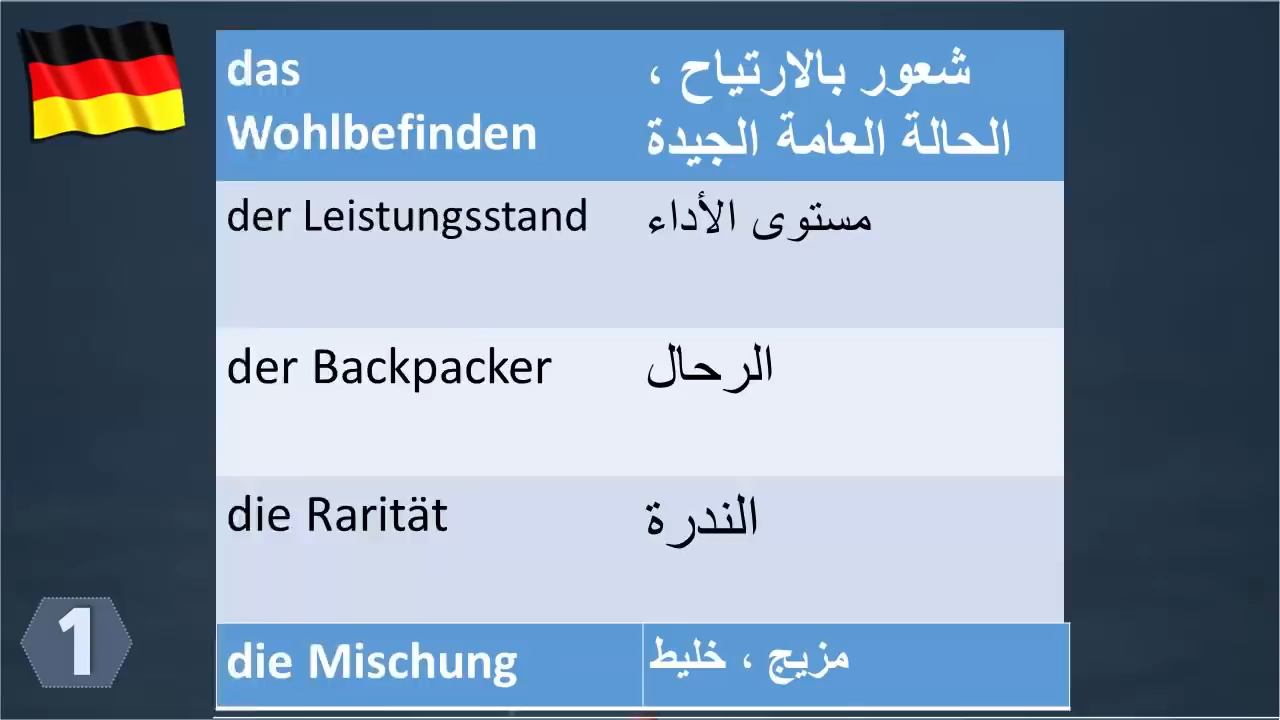 das
Wohlbefinden
شعور بالارتياح ،
الحالة العامة الجيدة
der Leistungsstand
مستوى الأداء
der Backpacker
الرحال
die Rarität
الندرة
die Mischung
مزيج ، خليط
1